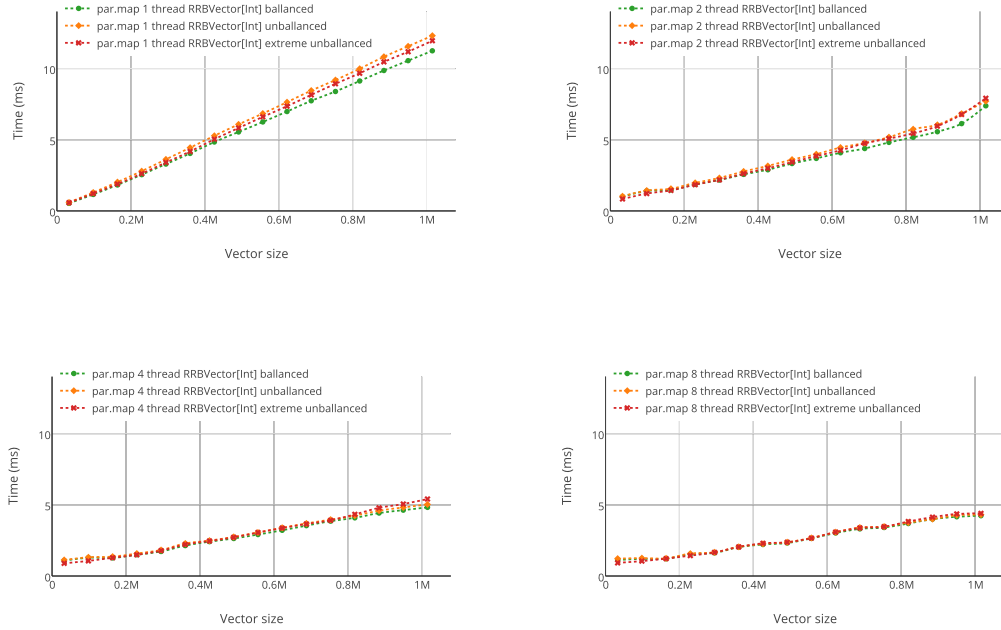 par.map 1 thread RRBVector[Int] ballanced
par.map 1 thread RRBVector[Int] unballanced
par.map 1 thread RRBVector[Int] extreme unballanced
10
5
0
Time (ms)
0 0.2M 0.4M 0.6M 0.8M 1M
Vector size
par.map 2 thread RRBVector[Int] ballanced
par.map 2 thread RRBVector[Int] unballanced
par.map 2 thread RRBVector[Int] extreme unballanced
10
5
0
Time (ms)
0 0.2M 0.4M 0.6M 0.8M 1M
Vector size
par.map 4 thread RRBVector[Int] ballanced
par.map 4 thread RRBVector[Int] unballanced
par.map 4 thread RRBVector[Int] extreme unballanced
10
5
0
Time (ms)
0 0.2M 0.4M 0.6M 0.8M 1M
Vector size
par.map 8 thread RRBVector[Int] ballanced
par.map 8 thread RRBVector[Int] unballanced
par.map 8 thread RRBVector[Int] extreme unballanced
10
5
0
Time (ms)
0 0.2M 0.4M 0.6M 0.8M 1M
Vector size